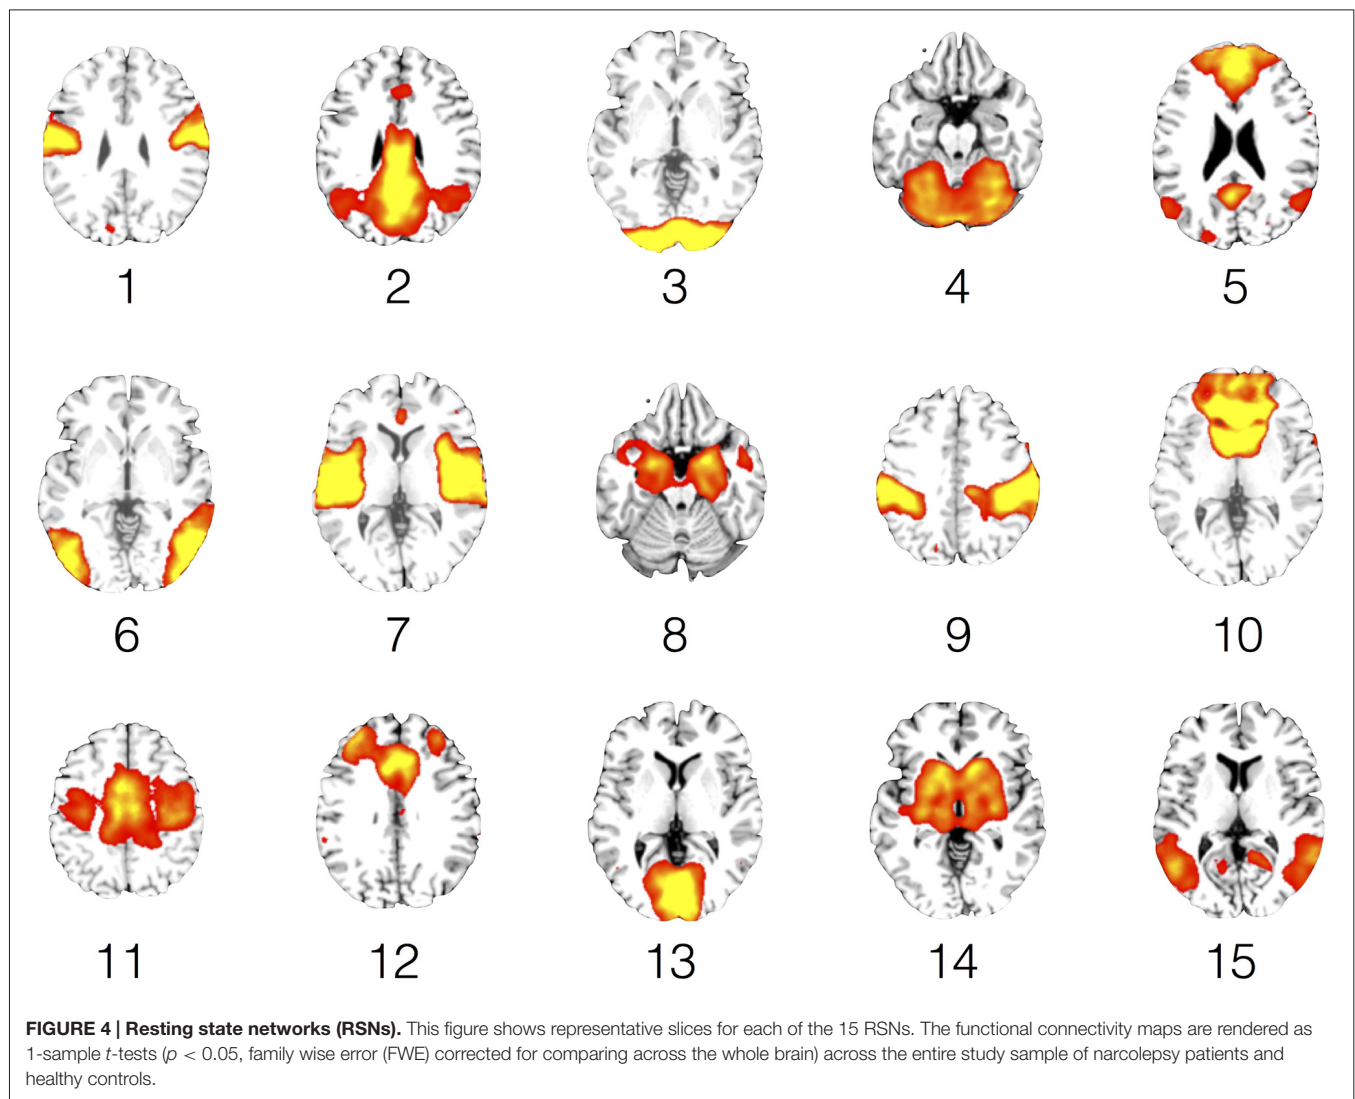 1 2 3 4 5
6 7 8 9 10
11 12 13 14 15
FIGURE 4 | Resting state networks (RSNs). This figure shows representative slices for each of the 15 RSNs. The functional connectivity maps are rendered as
1-sample t-tests (p < 0.05, family wise error (FWE) corrected for comparing across the whole brain) across the entire study sample of narcolepsy patients and
healthy controls.